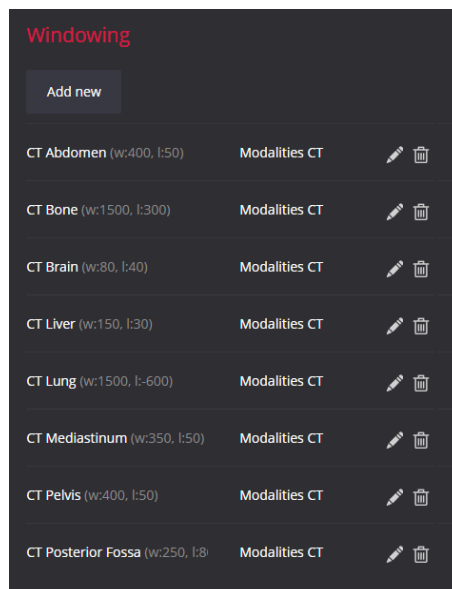 Windowing
Add new
CT Abdomen (w:400, l:50) Modalities CT
CT Bone (w:1500, l:300) Modalities CT
CT Brain (w:80, l:40) Modalities CT
CT Liver (w:150, l:30) Modalities CT
CT Lung (w:1500, l:-600) Modalities CT
CT Mediastinum (w:350, l:50) Modalities CT
CT Pelvis (w:400, l:50) Modalities CT
CT Posterior Fossa (w:250, l:8 Modalities CT